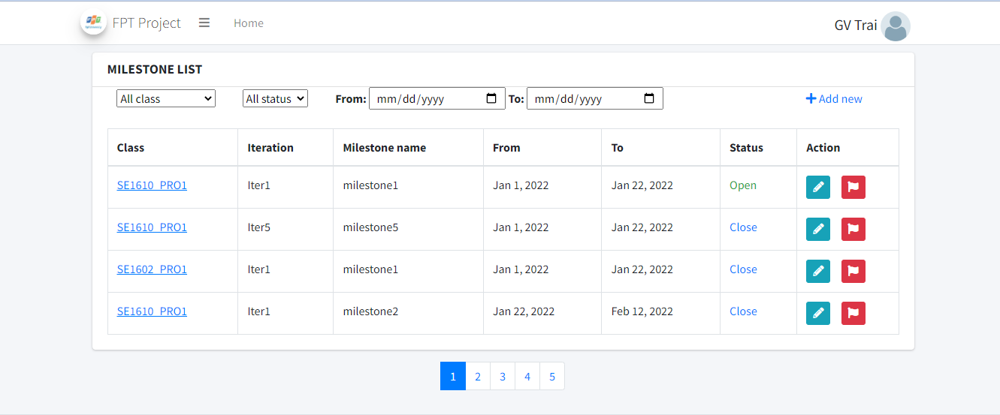 FPT Project Home GV Trai
MILESTONE LIST
All class All status From: mm/dd/yyyy To: mm/dd/yyyy Add new
Class Iteration Milestone name From To Status Action
SE1610_PRO1 Iter1 milestone1 Jan 1, 2022 Jan 22, 2022 Open
SE1610_PRO1 Iter5 milestone5 Jan 1, 2022 Jan 22, 2022 Close
SE1602_PRO1 Iter1 milestone1 Jan 1, 2022 Jan 22, 2022 Close
SE1610_PRO1 Iter1 milestone2 Jan 22, 2022 Feb 12, 2022 Close
1 2 3 4 5